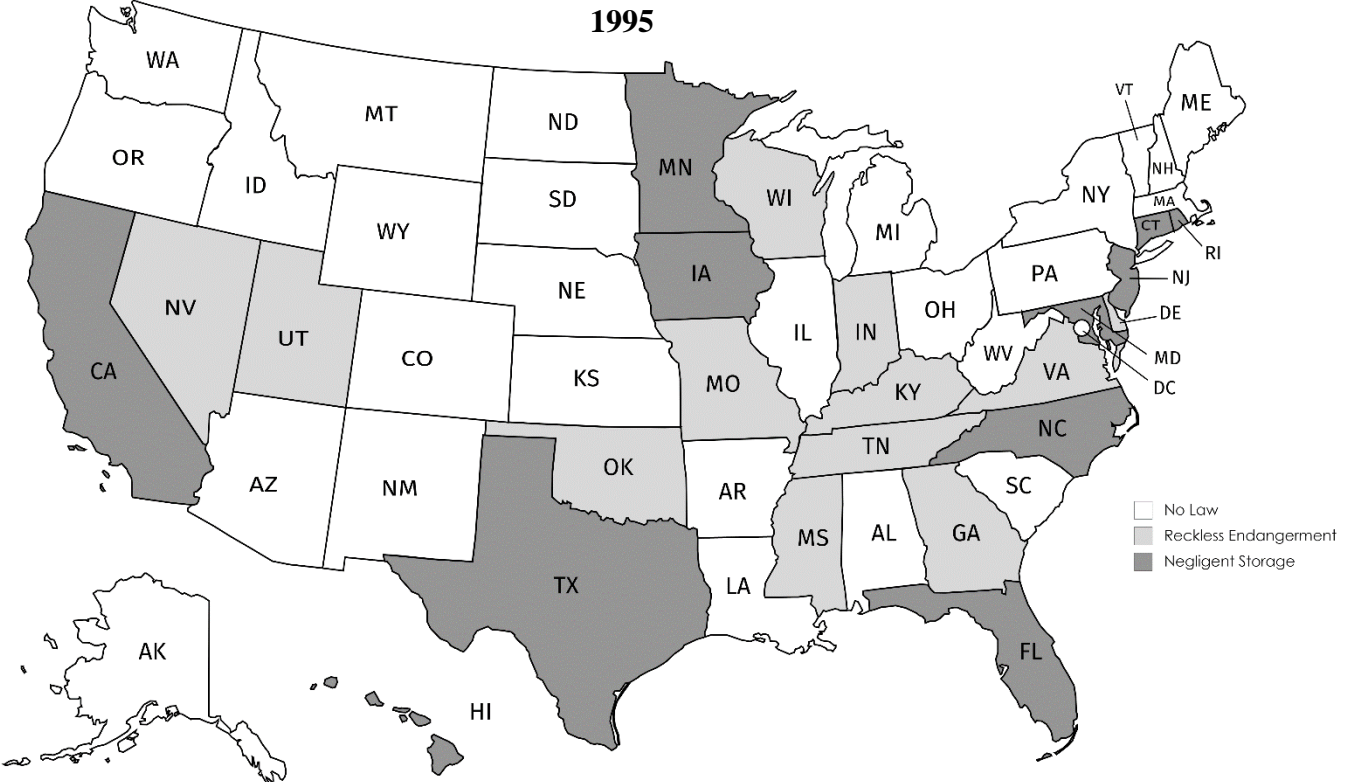 1995
WA
MT
ND
MN
VT
ME
OR
ID
SD
WI
NH
WY
MI
NY
MA
CT
RI
NV
NE
IA
PA
NJ
UT
CO
IL
IN
OH
DE
CA
KS
MO
WV
VA
MD
DC
KY
NC
AZ
NM
OK
AR
TN
SC
MS
AL
GA
No Law
Reckless Endangerment
Negligent Storage
TX
LA
FL
AK
HI